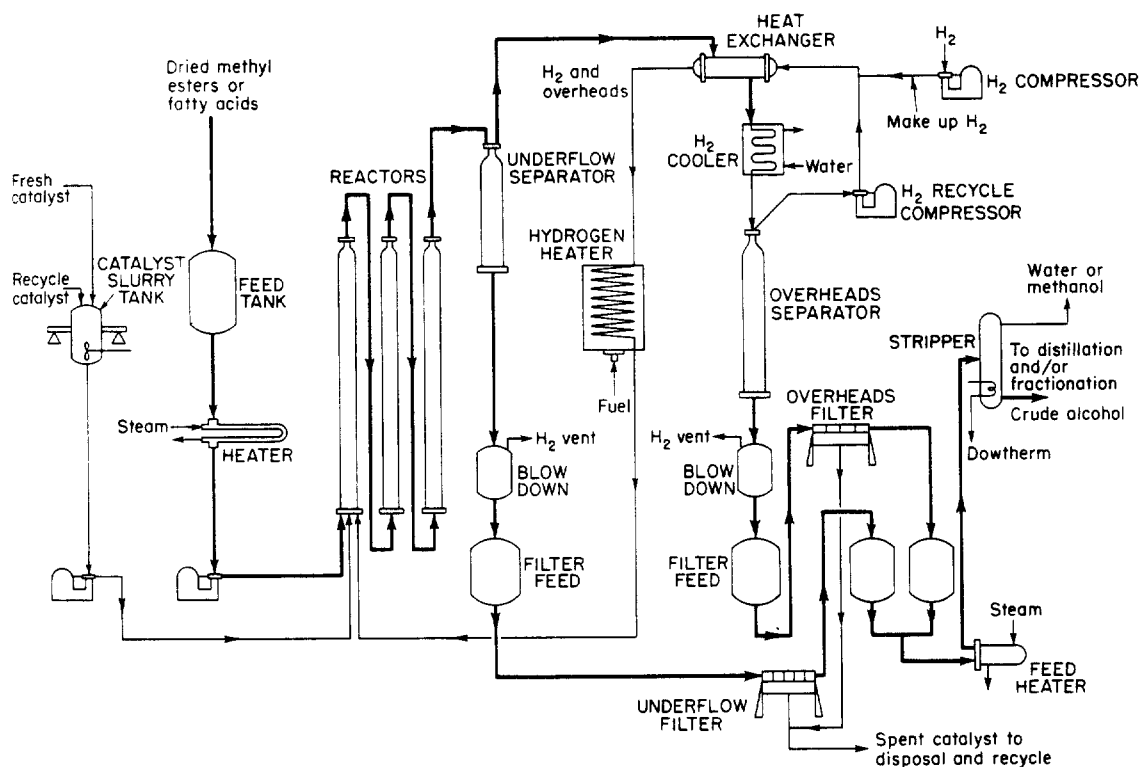 HEAT
EXCHANGER
H2
H2 COMPRESSOR
Make up H2
H2 and
overheads
Dried methyl
esters or
fatty acids
H2
COOLER
Water
UNDERFLOW
SEPARATOR
REACTORS
Fresh
catalyst
H2 RECYCLE
COMPRESSOR
HYDROGEN
HEATER
CATALYST
SLURRY
TANK
Recycle
catalyst
FEED
TANK
OVERHEADS
SEPARATOR
Water or
methanol
STRIPPER
To distillation
and/or
fractionation
Crude alcohol
Fuel
OVERHEADS
FILTER
Steam
HEATER
H2 vent
H2 vent
Dowtherm
BLOW
DOWN
BLOW
DOWN
FILTER
FEED
FILTER
FEED
Steam
FEED
HEATER
UNDERFLOW
FILTER
Spent catalyst to
disposal and recycle